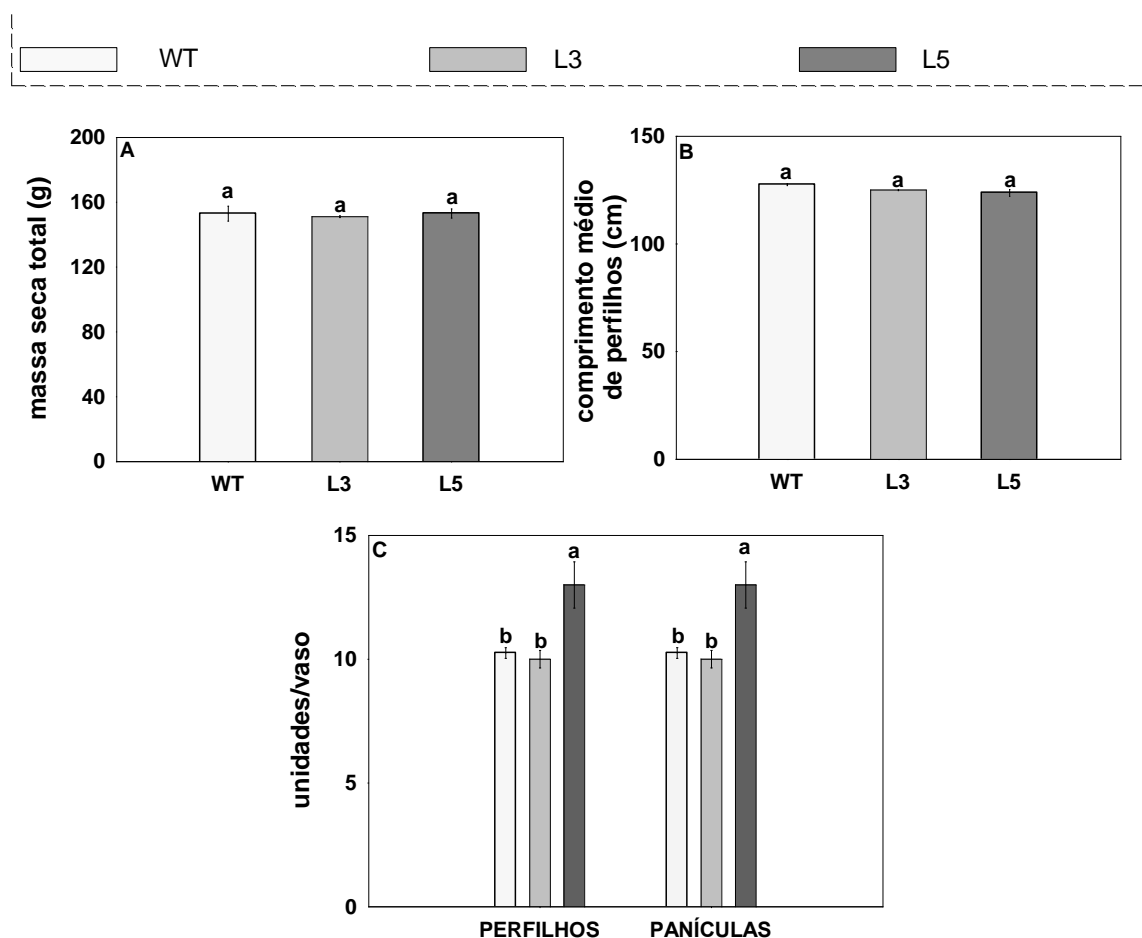 WT L3 L5
A
massa seca total (g)
200
160
120
80
40
0
a a a
WT L3 L5
B
comprimento médio
de perfilhos (cm)
150
100
50
0
a a a
WT L3 L5
C
unidades/vaso
15
10
5
0
b b a b b a
PERFILHOS PANÍCULAS